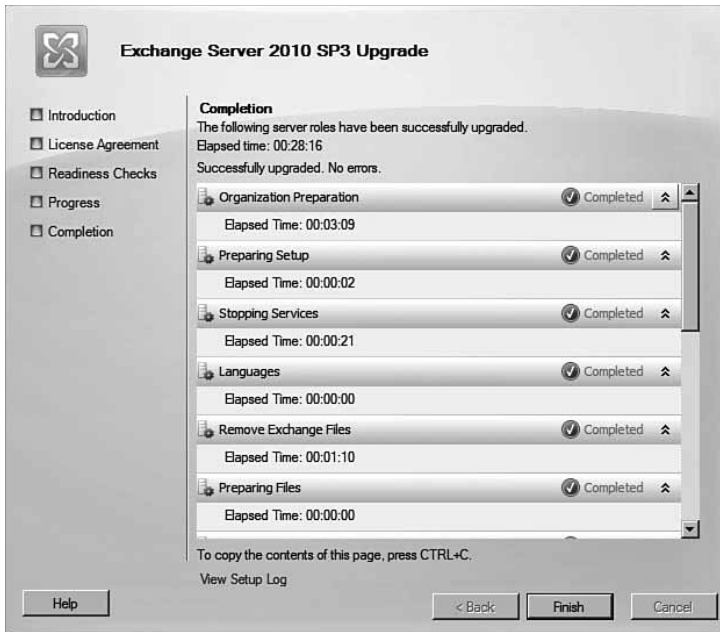 Exchange Server 2010 SP3 Upgrade
Introduction
License Agreement
Readiness Checks
Progress
Completion
Completion
The following server roles have been successfully upgraded.
Elapsed time: 00:28:16
Successfully upgraded. No errors.
Organization Preparation Completed
Elapsed Time: 00:03:09
Preparing Setup Completed
Elapsed Time: 00:00:02
Stopping Services Completed
Elapsed Time: 00:00:21
Languages Completed
Elapsed Time: 00:00:00
Remove Exchange Files Completed
Elapsed Time: 00:01:10
Preparing Files Completed
Elapsed Time: 00:00:00
To copy the contents of this page, press CTRL+C.
View Setup Log
Help < Back Finish Cancel